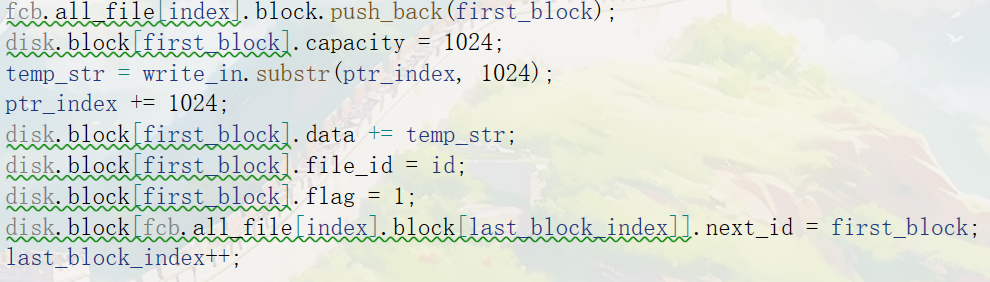 fcb.all_file[index].block.push_back(first_block);
disk.block[first_block].capacity = 1024;
temp_str = write_in.substr(ptr_index, 1024);
ptr_index += 1024;
disk.block[first_block].data += temp_str;
disk.block[first_block].file_id = id;
disk.block[first_block].flag = 1;
disk.block[fcb.all_file[index].block[last_block_index]].next_id = first_block;
last_block_index++;